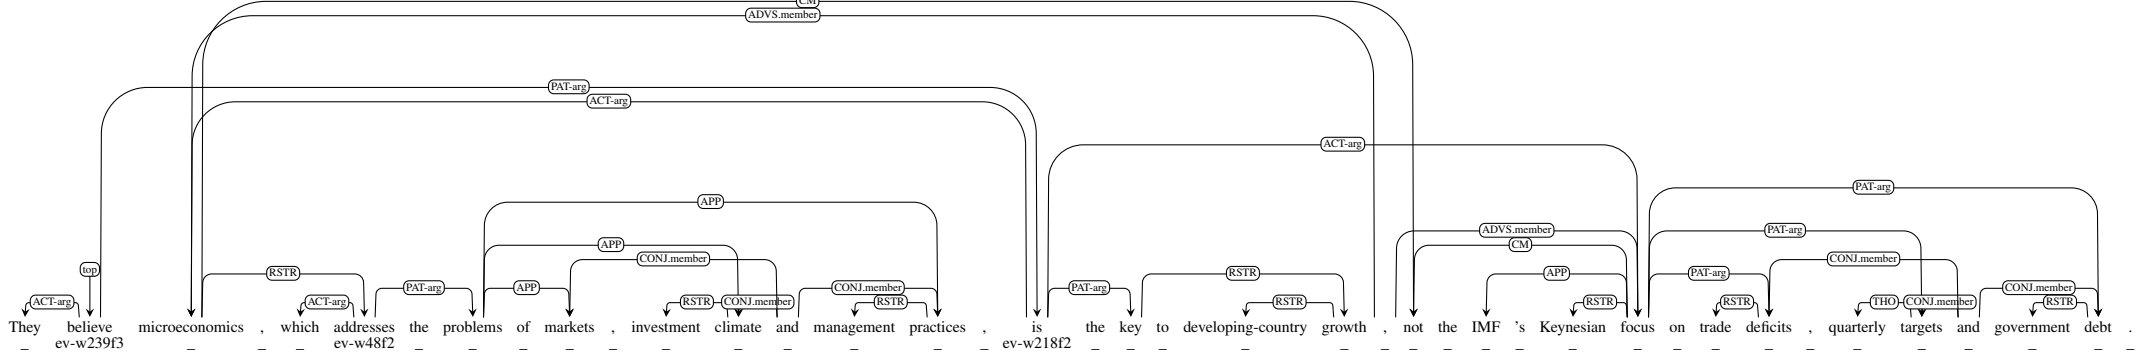 CM
ADVS.member
PAT-arg
ACT-arg
ACT-arg
PAT-arg
APP
ADVS.member PAT-arg
APP CM
CONJ.member CONJ.member
top RSTR RSTR APP PAT-arg
PAT-arg APP CONJ.member PAT-arg CONJ.member
ACT-arg ACT-arg RSTR CONJ.member RSTR RSTR RSTR RSTR THO CONJ.member RSTR
They believe microeconomics , which addresses the problems of markets , investment climate and management practices , is the key to developing-country growth , not the IMF 's Keynesian focus on trade deficits , quarterly targets and government debt .
_ ev-w239f3 _ _ _ ev-w48f2 _ _ _ _ _ _ _ _ _ _ _ ev-w218f2 _ _ _ _ _ _ _ _ _ _ _ _ _ _ _ _ _ _ _ _ _ _